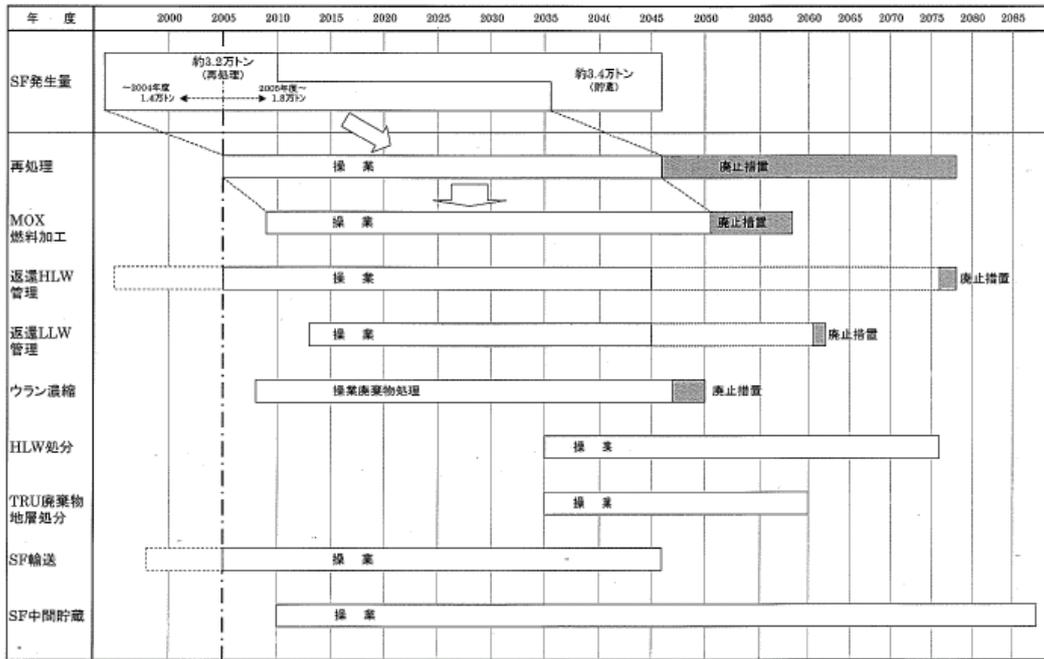 年 度 2000 2005 2010 2015 2020 2025 2030 2035 2040 2046 2050 2055 2060 2065 2070 2076 2080 2085
SF発生量
約3.2万トン
(再処理)
~2004年度
1.4万トン
2005年度~
1.8万トン
約3.4万トン
(貯蔵)
再処理 操 業 廃止措置
MOX
燃料加工
操 業 廃止措置
返還HLW
管理
操 業 廃止措置
返還LLW
管理
操 業 廃止措置
ウラン濃縮 操業廃棄物処理 廃止措置
HLW処分 操 業
TRU廃棄物
地層処分
操 業
SF輸送 操 業
SF中間貯蔵 操 業